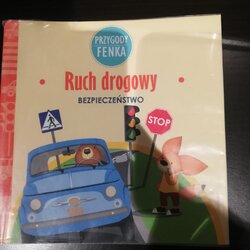 PRZYGODY
FENKA
Ruch drogowy
BEZPIECZEŃSTWO
STOP